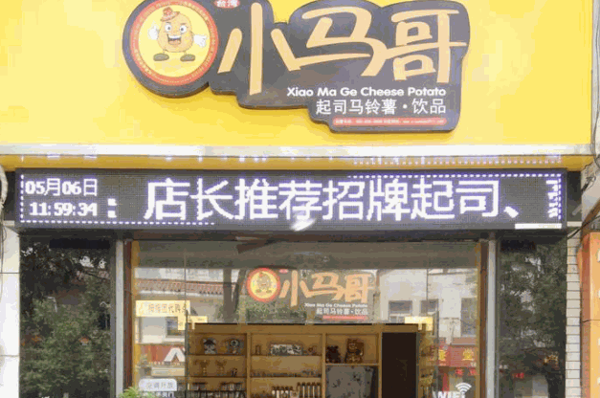 台湾
小马哥
Xiao Ma Ge Cheese Potato
起司马铃薯·饮品
05月06日
11:59:34
: 店长推荐招牌起司、
小马哥
Xiao Ma Ge Cheese Potato
起司马铃薯·饮品
WiFi